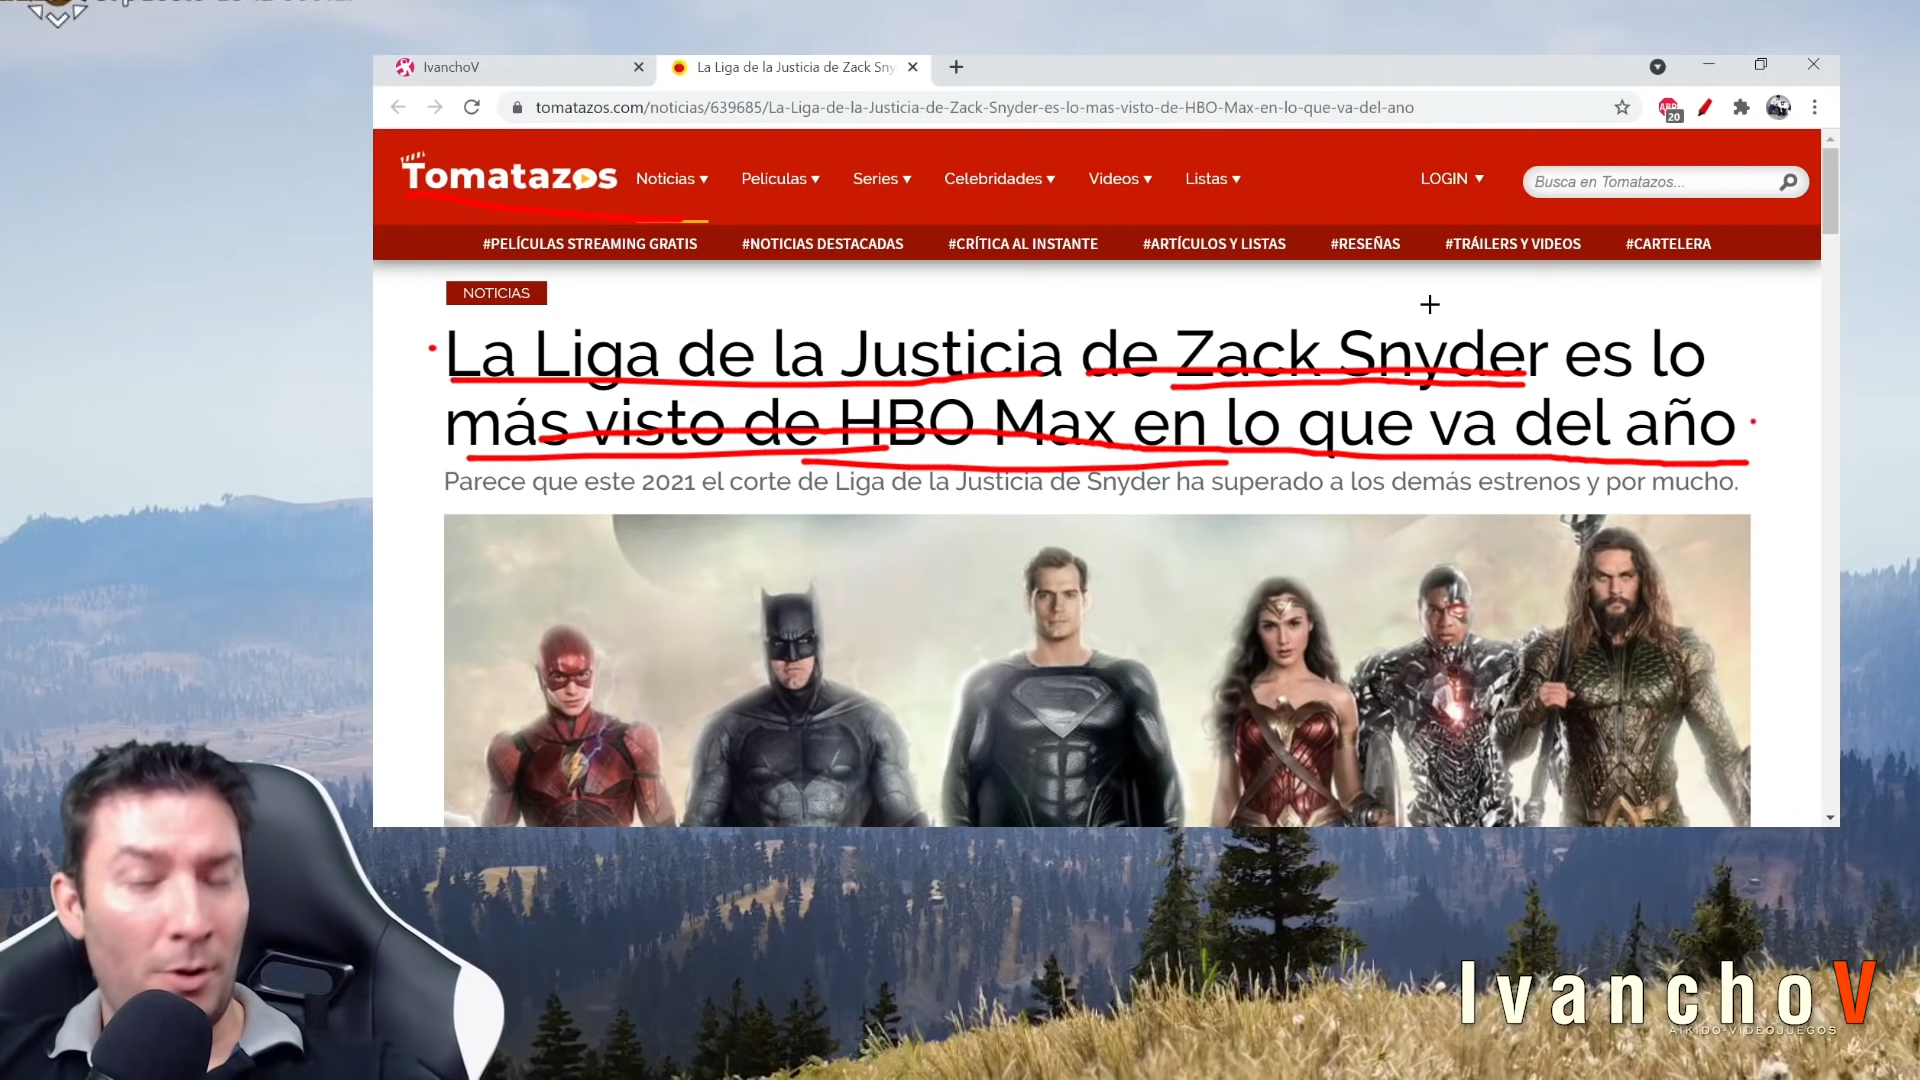 IvanchoV
La Liga de la Justicia de Zack Sny
tomatazos.com/noticias/639685/La-Liga-de-la-Justicia-de-Zack-Snyder-es-lo-mas-visto-de-HBO-Max-en-lo-que-va-del-ano
ABP
20
Tomatazos
Noticias ▾ Películas ▾ Series ▾ Celebridades ▾ Videos ▾ Listas ▾
LOGIN ▾
Busca en Tomatazos...
#PELÍCULAS STREAMING GRATIS #NOTICIAS DESTACADAS #CRÍTICA AL INSTANTE #ARTÍCULOS Y LISTAS #RESEÑAS #TRÁILERS Y VIDEOS #CARTELERA
NOTICIAS
La Liga de la Justicia de Zack Snyder es lo
más visto de HBO Max en lo que va del año
Parece que este 2021 el corte de Liga de la Justicia de Snyder ha superado a los demás estrenos y por mucho.
IvanchoV
AIKIDO-VIDEOJUEGOS